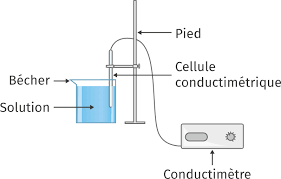 Pied
Cellule
conductimétrique
Bécher
Solution
Conductimètre